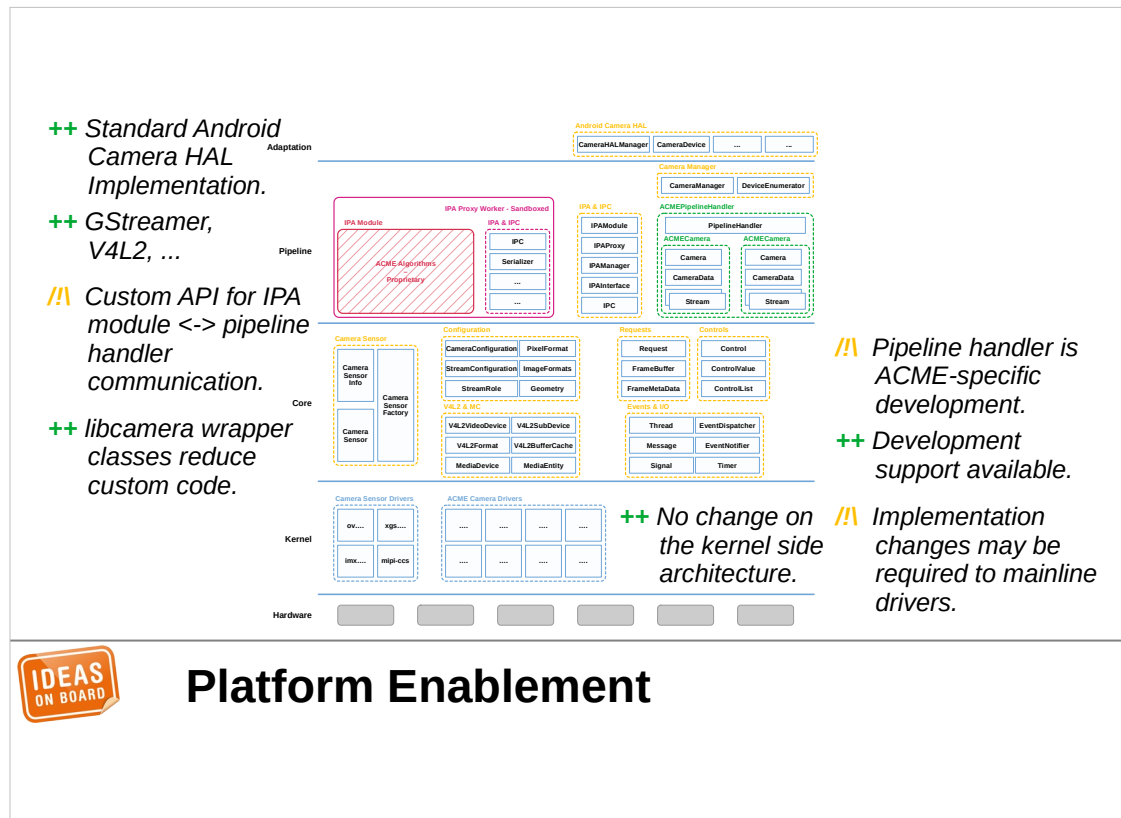 ++ Standard Android
Camera HAL
Implementation.
++ GStreamer,
V4L2, ...
/!\ Custom API for IPA
module <-> pipeline
handler
communication.
++ libcamera wrapper
classes reduce
custom code.
Adaptation
Android Camera HAL
CameraHALManager CameraDevice ... ...
Camera Manager
CameraManager DeviceEnumerator
Pipeline
IPA Proxy Worker - Sandboxed
IPA Module
ACME Algorithms
–
Proprietary
IPA & IPC
IPC
Serializer
...
...
IPA & IPC
IPAModule
IPAProxy
IPAManager
IPAInterface
IPC
ACMEPipelineHandler
PipelineHandler
ACMECamera
Camera
CameraData
Stream
ACMECamera
Camera
CameraData
Stream
Core
Camera Sensor
Camera
Sensor
Info
Camera
Sensor
Camera
Sensor
Factory
Configuration
CameraConfiguration PixelFormat
StreamConfiguration ImageFormats
StreamRole Geometry
Requests
Request
FrameBuffer
FrameMetaData
Controls
Control
ControlValue
ControlList
V4L2 & MC
V4L2VideoDevice V4L2SubDevice
V4L2Format V4L2BufferCache
MediaDevice MediaEntity
Events & I/O
Thread EventDispatcher
Message EventNotifier
Signal Timer
Kernel
Camera Sensor Drivers
ov.... xgs....
imx.... mipi-ccs
ACME Camera Drivers
.... .... .... ....
.... .... .... ....
++ No change on
the kernel side
architecture.
Hardware
/!\ Pipeline handler is
ACME-specific
development.
++ Development
support available.
/!\ Implementation
changes may be
required to mainline
drivers.
IDEAS
ON BOARD
Platform Enablement